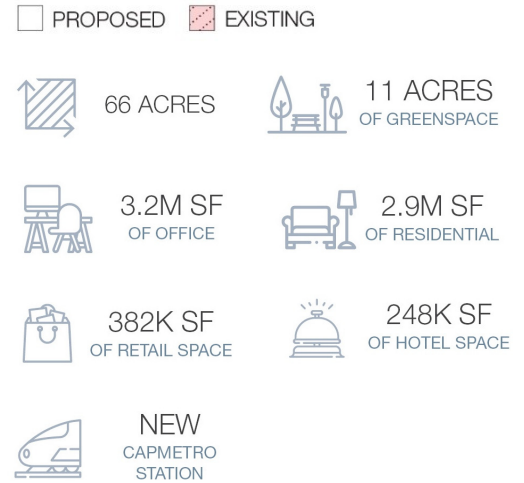 PROPOSED EXISTING
66 ACRES
11 ACRES
OF GREENSPACE
3.2M SF
OF OFFICE
2.9M SF
OF RESIDENTIAL
382K SF
OF RETAIL SPACE
248K SF
OF HOTEL SPACE
NEW
CAPMETRO
STATION